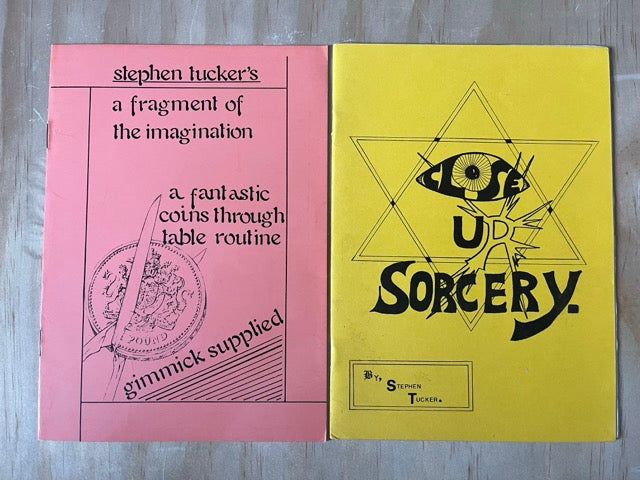 stephen tucker's
a fragment of
the imagination
a fantastic
coins through
table routine
POUND
gimmick supplied
CLOSE
UP
SORCERY.
By, Stephen
Tucker.